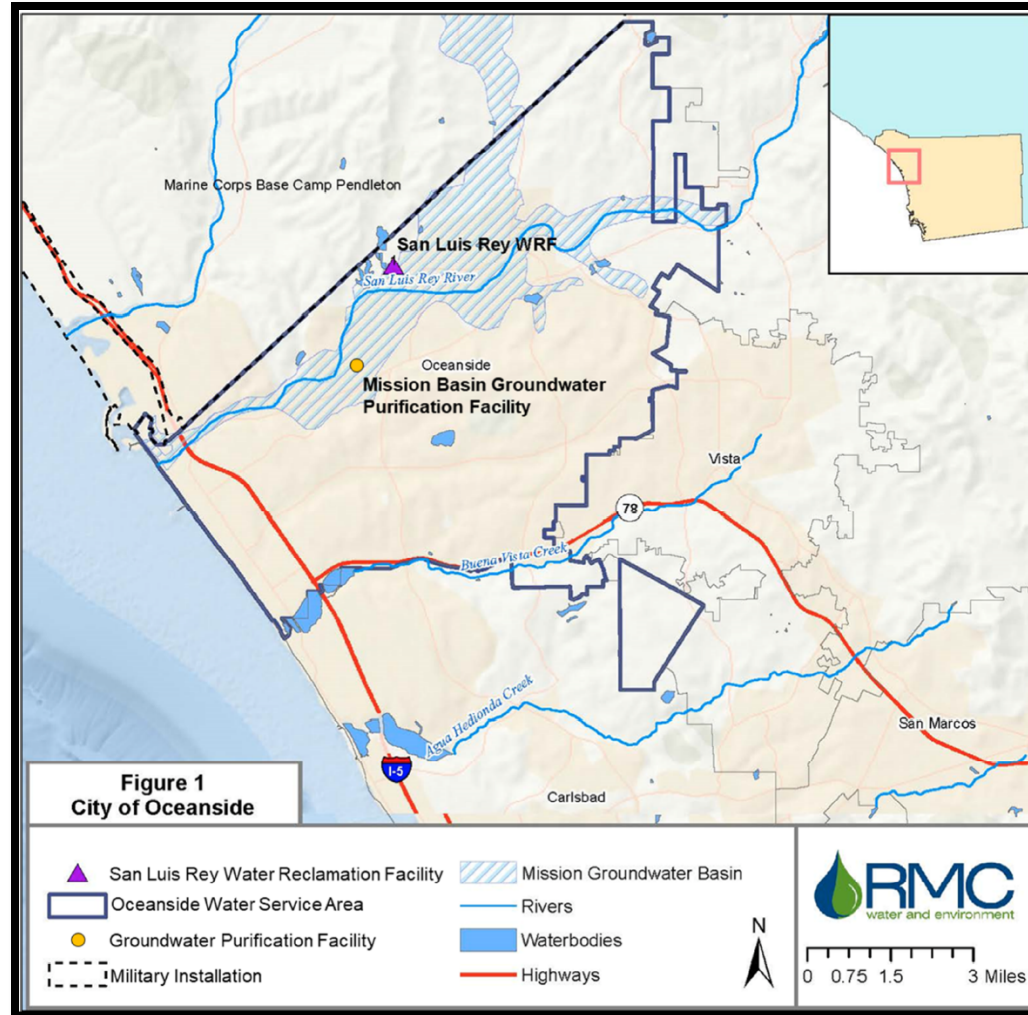 Marine Corps Base Camp Pendleton
San Luis Rey WRF
San Luis Rey River
Oceanside
Mission Basin Groundwater
Purification Facility
Vista
78
Buena Vista Creek
Agua Hedionda Creek
San Marcos
I-5
Carlsbad
Figure 1
City of Oceanside
San Luis Rey Water Reclamation Facility
Oceanside Water Service Area
Groundwater Purification Facility
Military Installation
Mission Groundwater Basin
Rivers
Waterbodies
Highways
N
RMC
water and environment
0 0.75 1.5 3 Miles